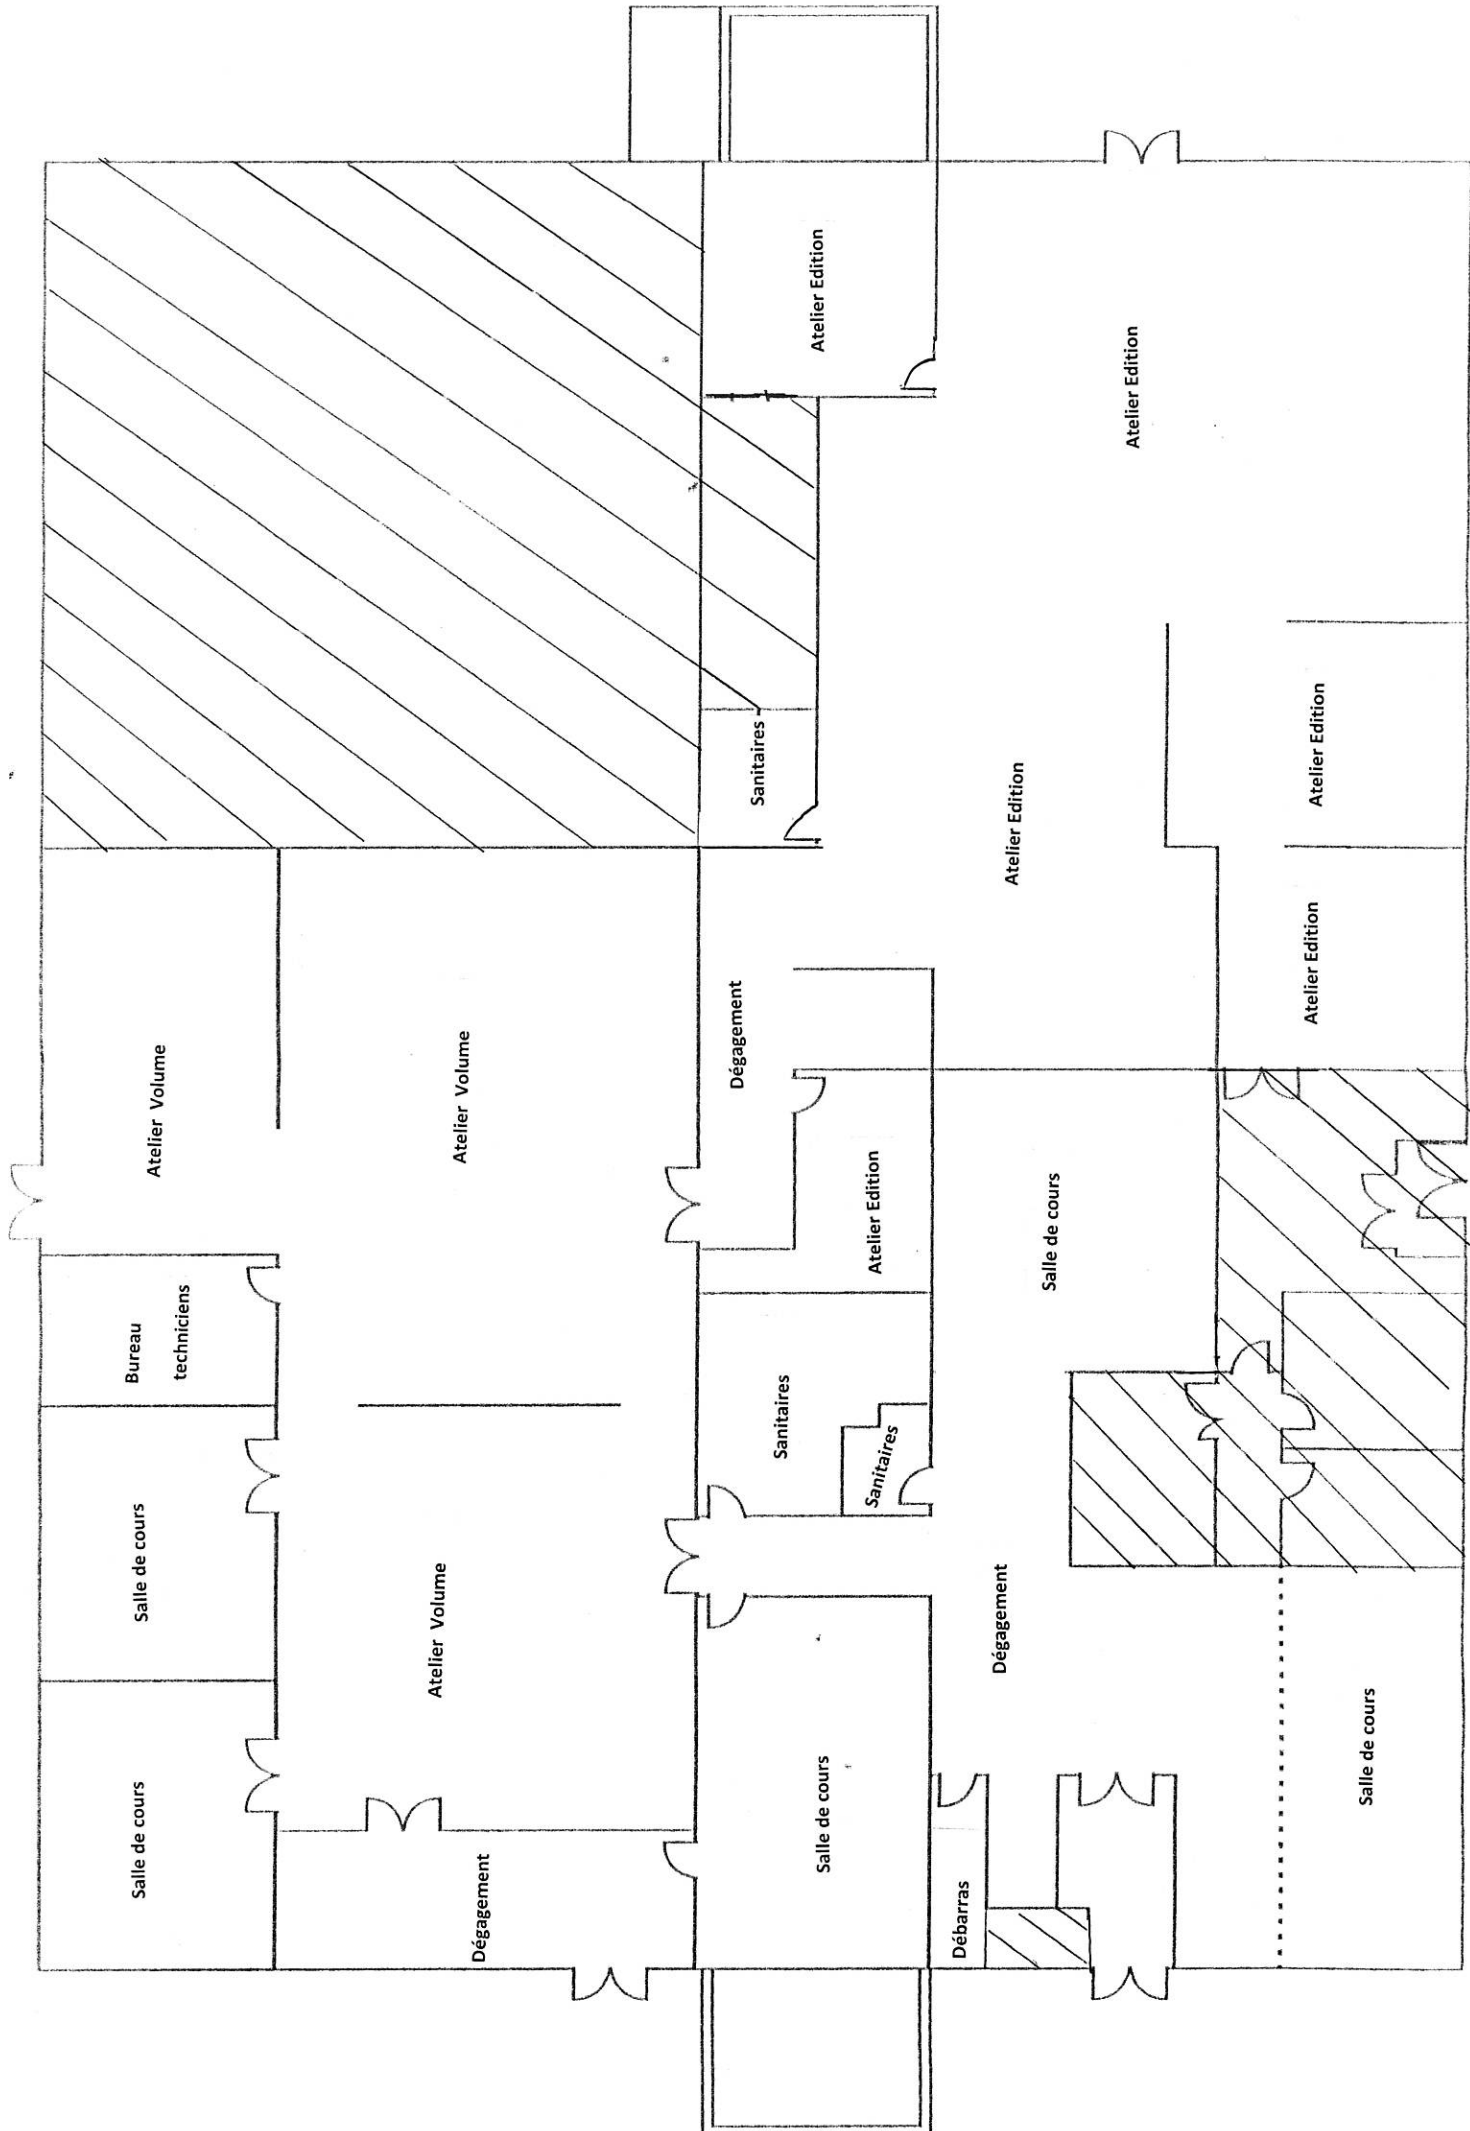 Salle de cours
Salle de cours
Bureau
techniciens
Atelier Volume
Dégagement
Atelier Volume
Atelier Volume
Salle de cours
Sanitaires
Sanitaires
Atelier Edition
Dégagement
Sanitaires
Atelier Edition
Débarras
Dégagement
Salle de cours
Atelier Edition
Atelier Edition
Salle de cours
Atelier Edition
Atelier Edition